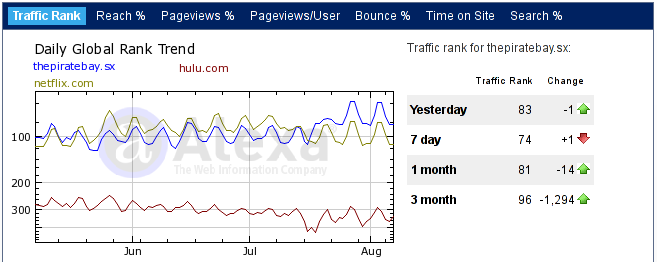 Traffic Rank Reach % Pageviews % Pageviews/User Bounce % Time on Site Search %
Daily Global Rank Trend
thepiratebay.sx hulu.com
netflix.com
100
200
300
Jun Jul Aug
Alexa
The Web Information Company
Traffic rank for thepiratebay.sx:
Traffic Rank Change
Yesterday 83 -1
7 day 74 +1
1 month 81 -14
3 month 96 -1,294